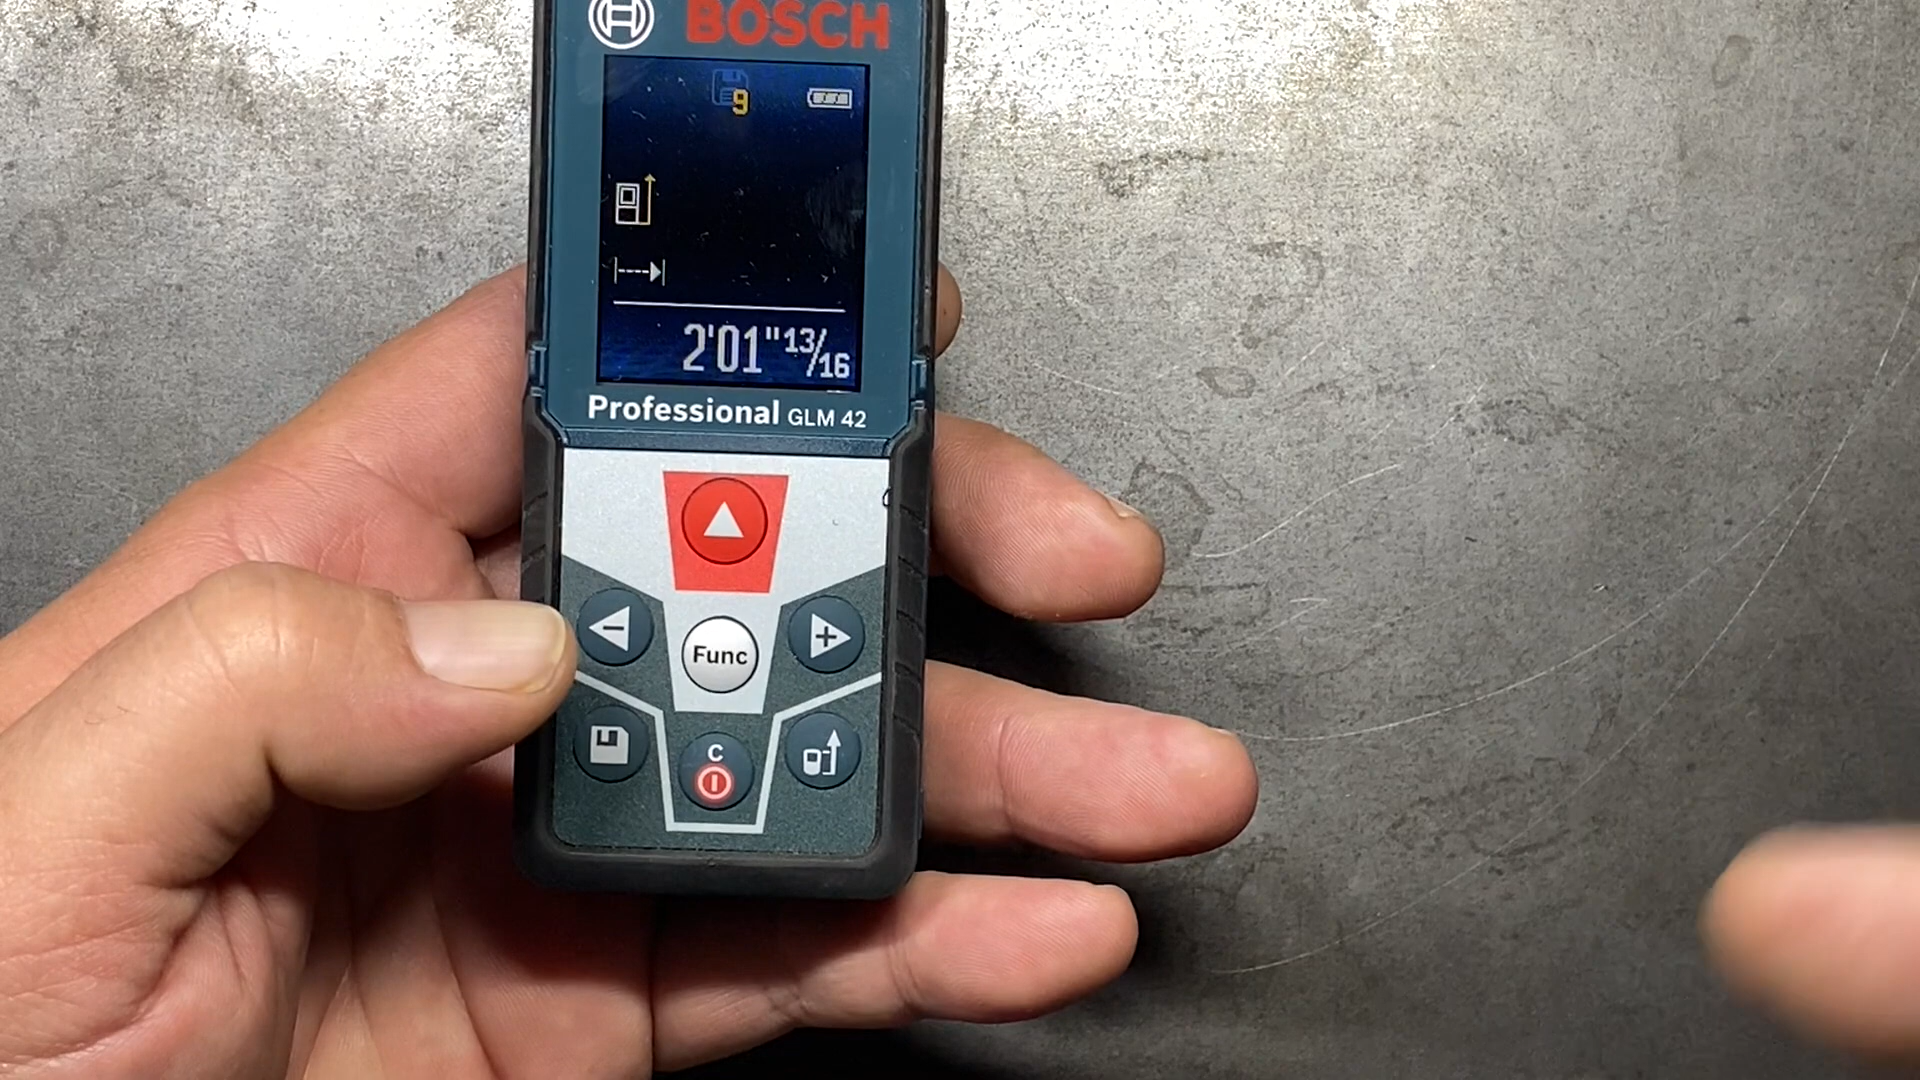 BOSCH
9
2'01"13/16
Professional GLM 42
-
Func
+
C